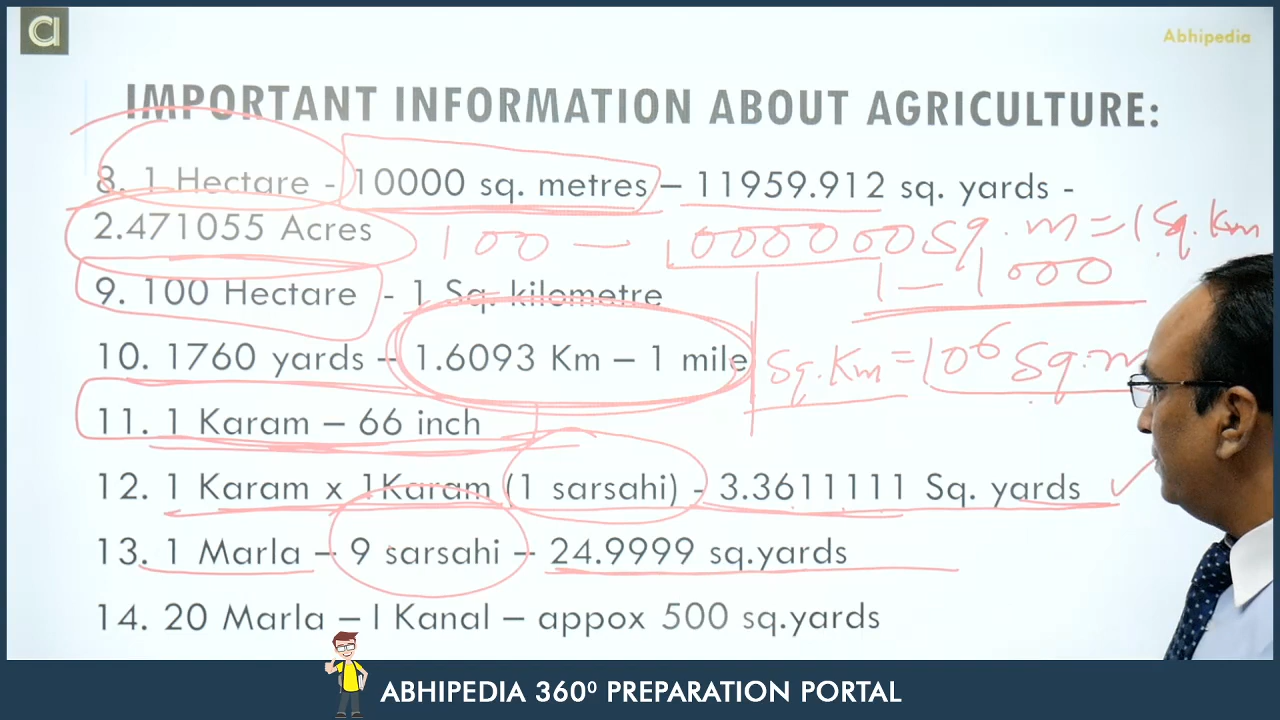 Abhipedia
IMPORTANT INFORMATION ABOUT AGRICULTURE:
8. 1 Hectare - 10000 sq. metres – 11959.912 sq. yards -
2.471055 Acres
100 — 1000000 sq.m = 1 Sq.Km
1 — 1000
9. 100 Hectare - 1 Sq. kilometre
10. 1760 yards – 1.6093 Km – 1 mile
Sq.Km = 10⁶ Sq.m
11. 1 Karam – 66 inch
12. 1 Karam x 1Karam (1 sarsahi) - 3.3611111 Sq. yards
13. 1 Marla – 9 sarsahi – 24.9999 sq.yards
14. 20 Marla – I Kanal – appox 500 sq.yards
ABHIPEDIA 360⁰ PREPARATION PORTAL